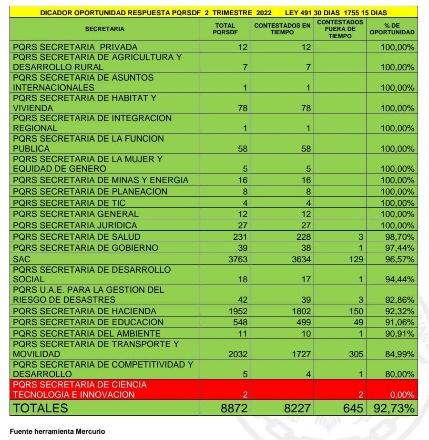 DICADOR OPORTUNIDAD RESPUESTA PQRSDF 2 TRIMESTRE 2022 LEY 491 30 DIAS 1755 15 DIAS
SECRETARIA TOTAL PQRSDF CONTESTADOS EN TIEMPO CONTESTADOS FUERA DE TIEMPO % DE OPORTUNIDAD
PQRS SECRETARIA PRIVADA 12 12 100,00%
PQRS SECRETARIA DE AGRICULTURA Y
DESARROLLO RURAL 7 7 100,00%
PQRS SECRETARIA DE ASUNTOS
INTERNACIONALES 1 1 100,00%
PQRS SECRETARIA DE HABITAT Y
VIVIENDA 78 78 100,00%
PQRS SECRETARIA DE INTEGRACION
REGIONAL 1 1 100,00%
PQRS SECRETARIA DE LA FUNCION
PUBLICA 58 58 100,00%
PQRS SECRETARIA DE LA MUJER Y
EQUIDAD DE GENERO 5 5 100,00%
PQRS SECRETARIA DE MINAS Y ENERGIA 16 16 100,00%
PQRS SECRETARIA DE PLANEACION 8 8 100,00%
PQRS SECRETARIA DE TIC 4 4 100,00%
PQRS SECRETARIA GENERAL 12 12 100,00%
PQRS SECRETARIA JURIDICA 27 27 100,00%
PQRS SECRETARIA DE SALUD 231 228 3 98,70%
PQRS SECRETARIA DE GOBIERNO 39 38 1 97,44%
SAC 3763 3634 129 96,57%
PQRS SECRETARIA DE DESARROLLO
SOCIAL 18 17 1 94,44%
PQRS U.A.E. PARA LA GESTION DEL
RIESGO DE DESASTRES 42 39 3 92,86%
PQRS SECRETARIA DE HACIENDA 1952 1802 150 92,32%
PQRS SECRETARIA DE EDUCACION 548 499 49 91,06%
PQRS SECRETARIA DEL AMBIENTE 11 10 1 90,91%
PQRS SECRETARIA DE TRANSPORTE Y
MOVILIDAD 2032 1727 305 84,99%
PQRS SECRETARIA DE COMPETITIVIDAD Y
DESARROLLO 5 4 1 80,00%
PQRS SECRETARIA DE CIENCIA
TECNOLOGIA E INNOVACION 2 2 0,00%
TOTALES 8872 8227 645 92,73%
Fuente herramienta Mercurio